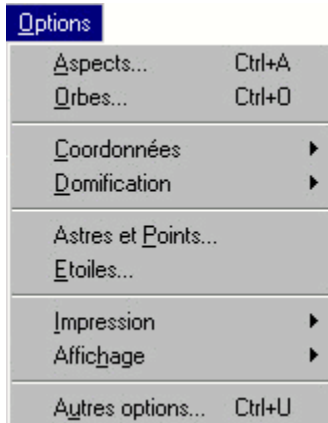 Options
Aspects... Ctrl+A
Orbes... Ctrl+O
Coordonnées
Domification
Astres et Points...
Etoiles...
Impression
Affichage
Autres options... Ctrl+U